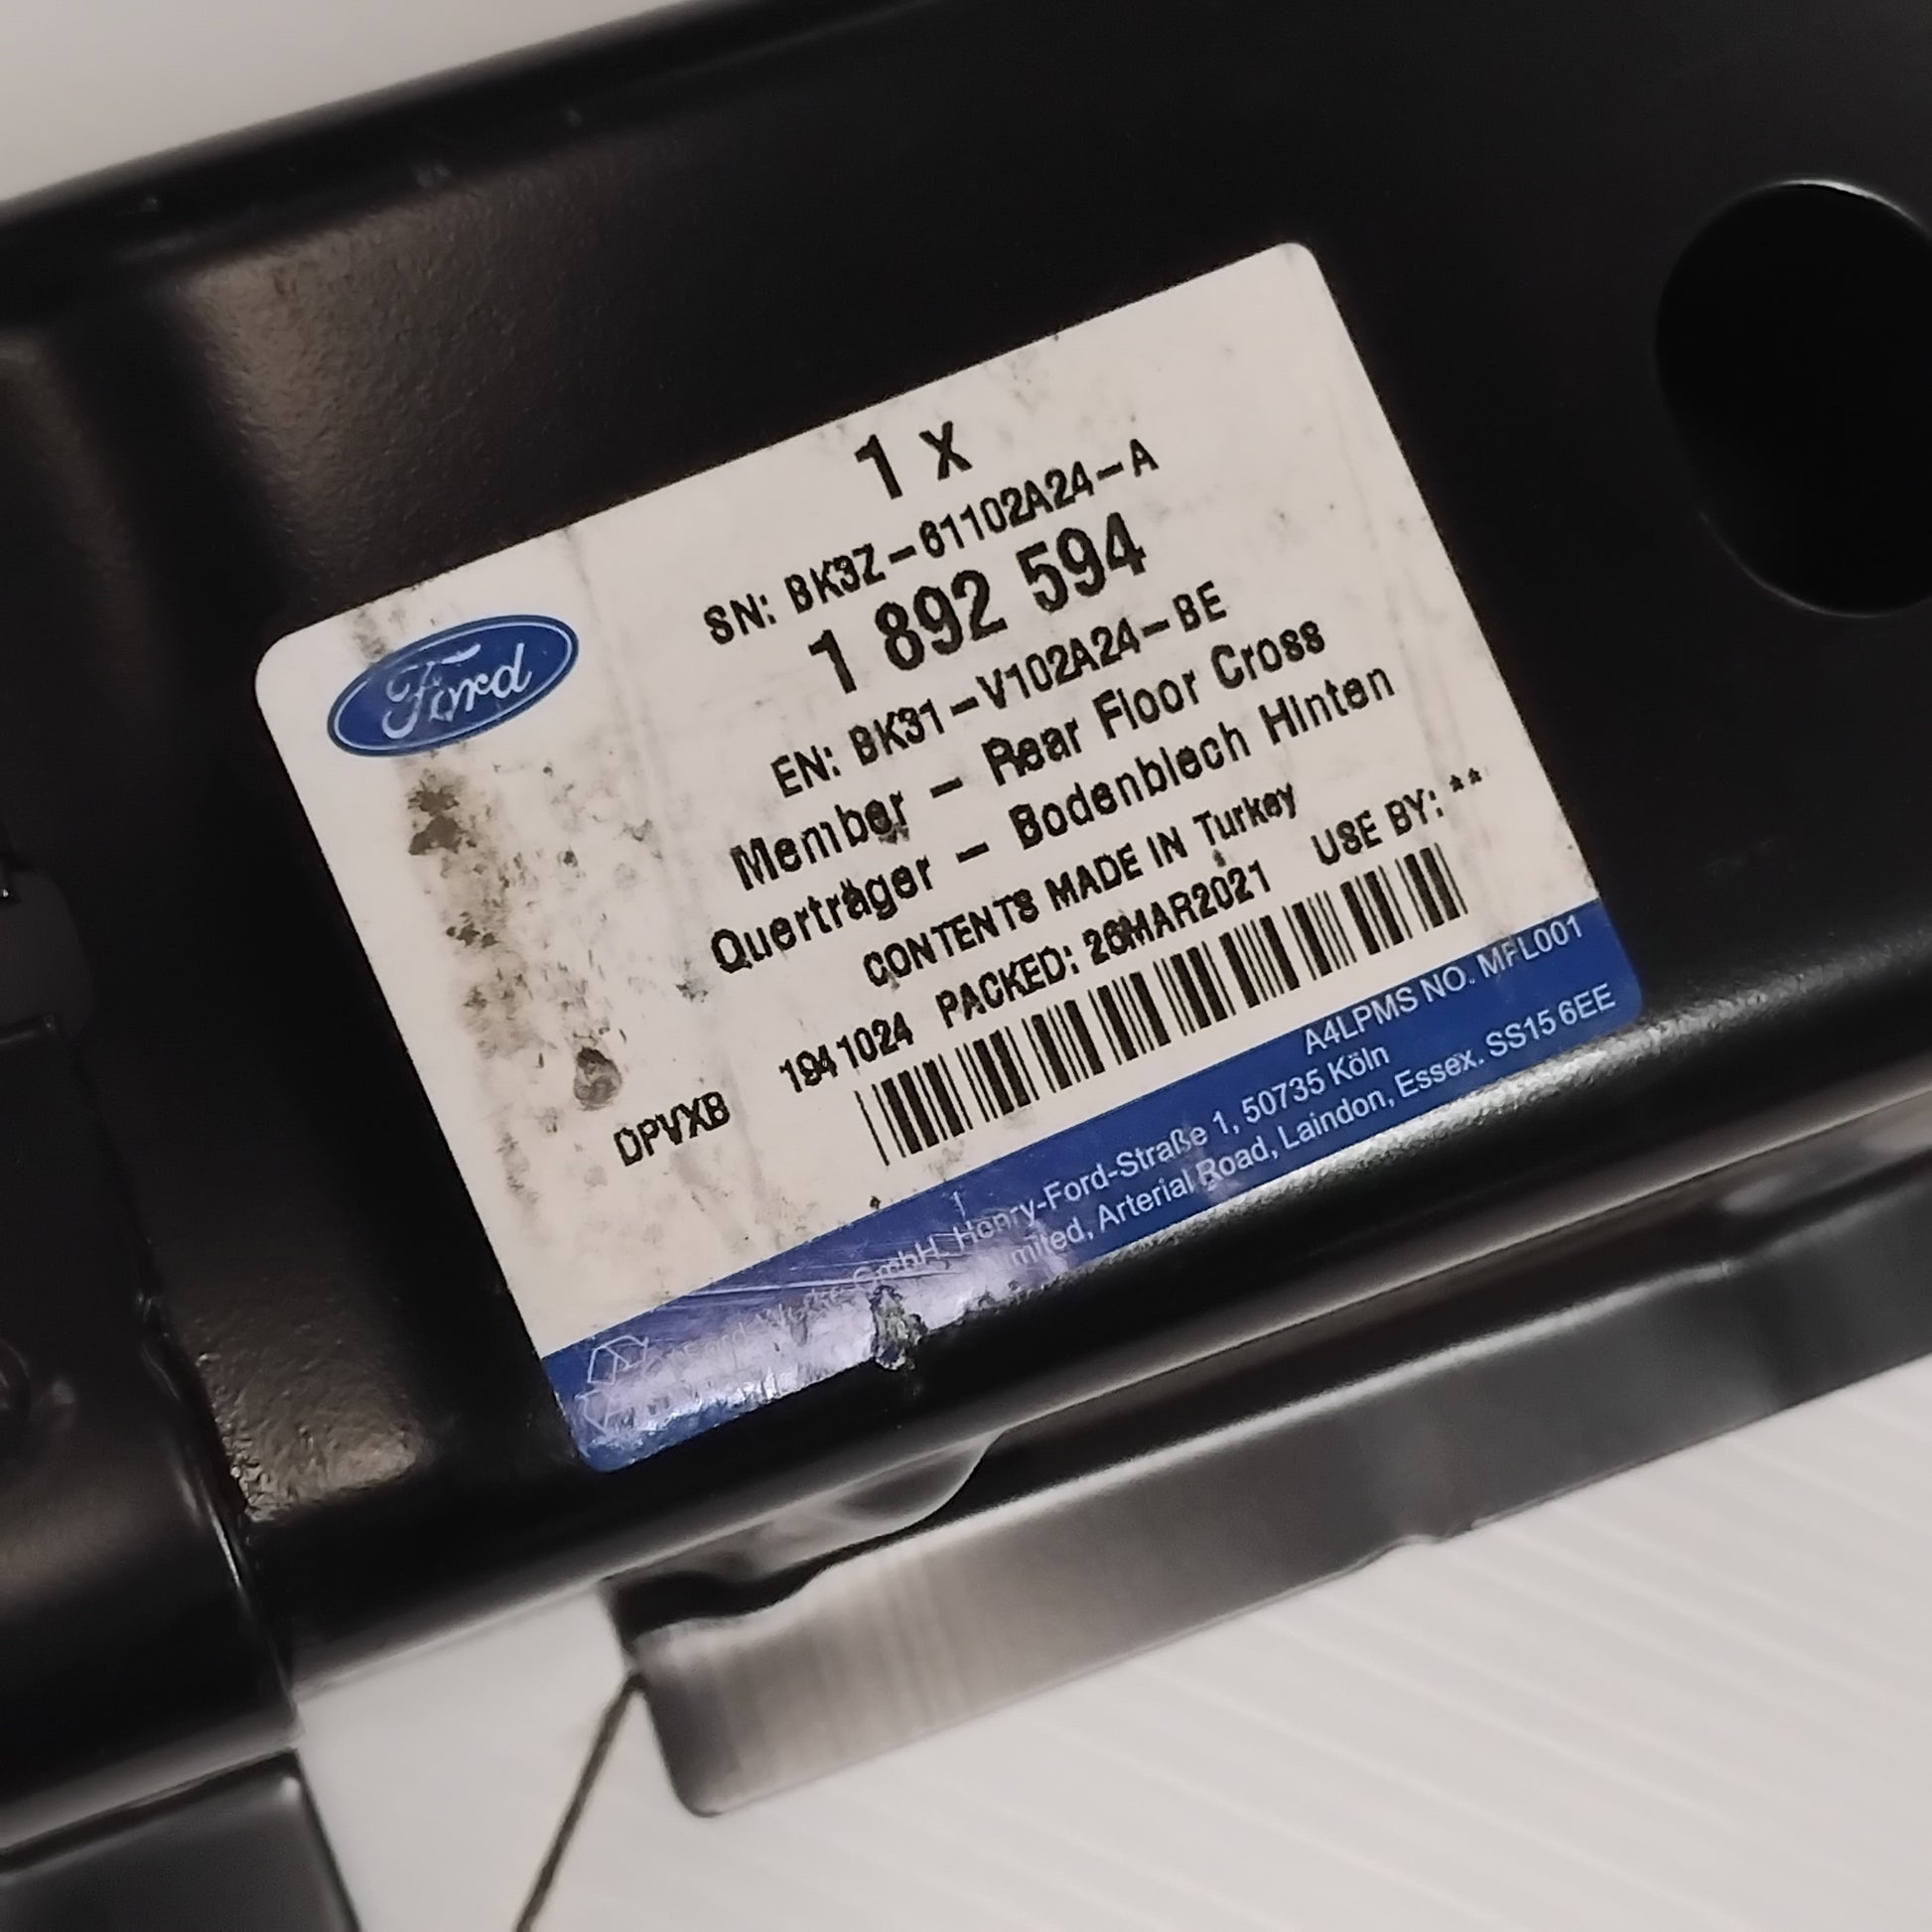 Ford
1 x
SN: BK3Z-61102A24-A
1 892 594
EN: BK31-V102A24-BE
Member - Rear Floor Cross
Querträger - Bodenblech Hinten
CONTENTS MADE IN Turkey
1941024 PACKED: 26MAR2021 USE BY: **
DPVXB
A4LPMS NO. MFL001
GmbH, Henry-Ford-Straße 1, 50735 Köln
mited, Arterial Road, Laindon, Essex. SS15 6EE